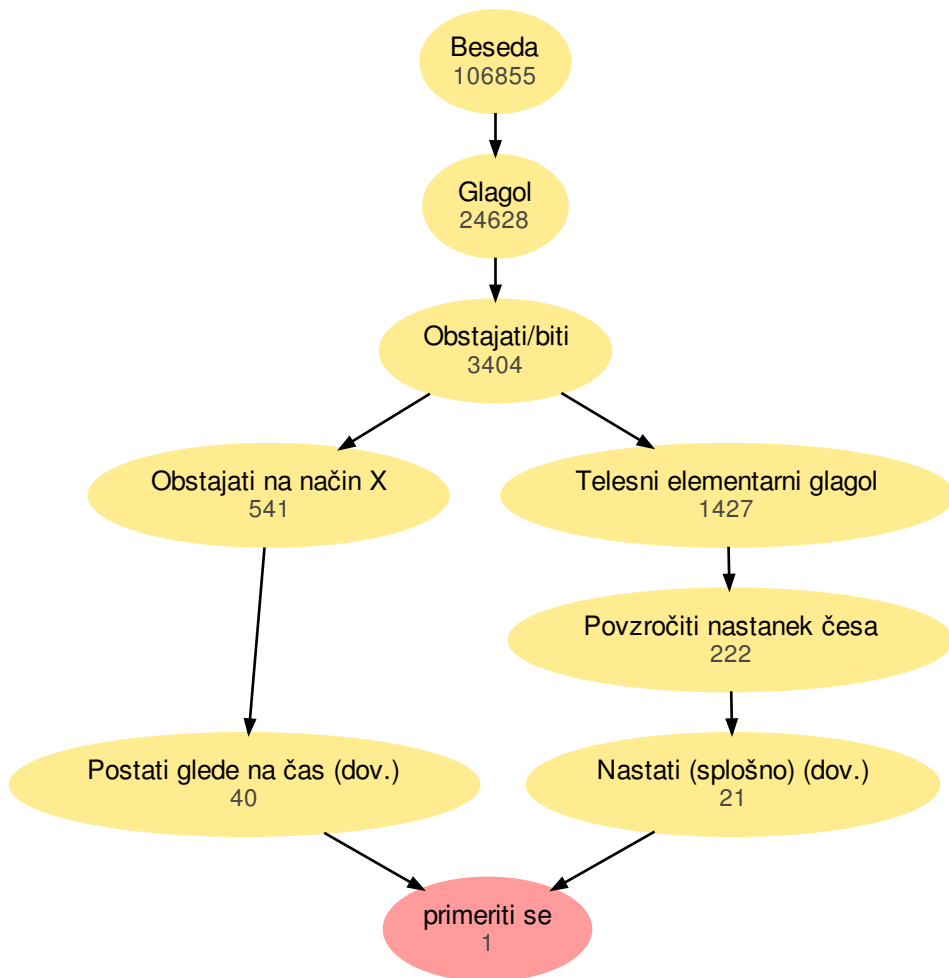 Beseda
106855
Glagol
24628
Obstajati/biti
3404
Obstajati na način X
541
Telesni elementarni glagol
1427
Povzročiti nastanek česa
222
Postati glede na čas (dov.)
40
Nastati (splošno) (dov.)
21
primeriti se
1